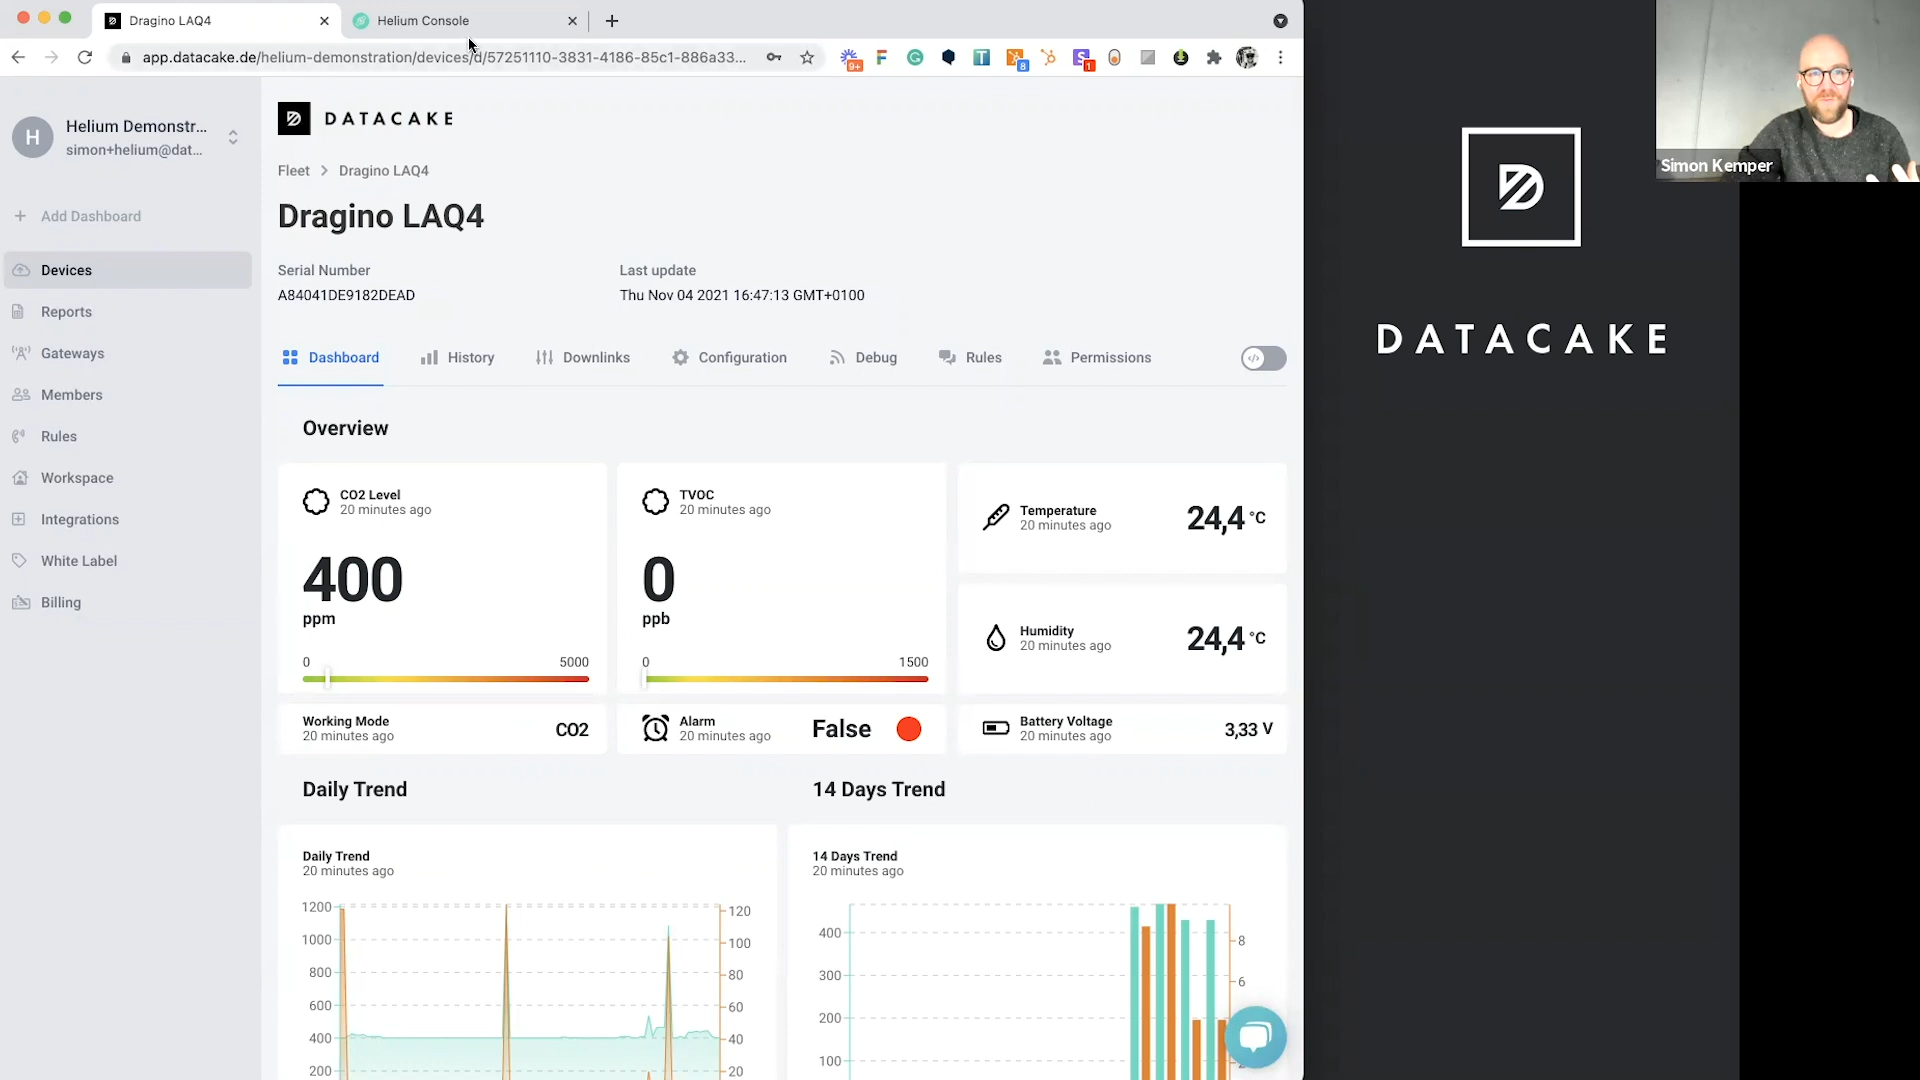 Dragino LAQ4
Helium Console
app.datacake.de/helium-demonstration/devices/d/57251110-3831-4186-85c1-886a33...
9+
8
1
H
Helium Demonstr...
simon+helium@dat...
Add Dashboard
Devices
Reports
Gateways
Members
Rules
Workspace
Integrations
White Label
Billing
DATACAKE
Fleet > Dragino LAQ4
Dragino LAQ4
Serial Number
A84041DE9182DEAD
Last update
Thu Nov 04 2021 16:47:13 GMT+0100
Dashboard
History
Downlinks
Configuration
Debug
Rules
Permissions
Overview
CO2 Level
20 minutes ago
400
ppm
0
5000
TVOC
20 minutes ago
0
ppb
0
1500
Temperature
20 minutes ago
24,4 °C
Humidity
20 minutes ago
24,4 °C
Working Mode
20 minutes ago
CO2
Alarm
20 minutes ago
False
Battery Voltage
20 minutes ago
3,33 V
Daily Trend
14 Days Trend
Daily Trend
20 minutes ago
1200
1000
800
600
400
200
120
100
80
60
40
20
14 Days Trend
20 minutes ago
400
300
200
100
8
6
Simon Kemper
DATACAKE